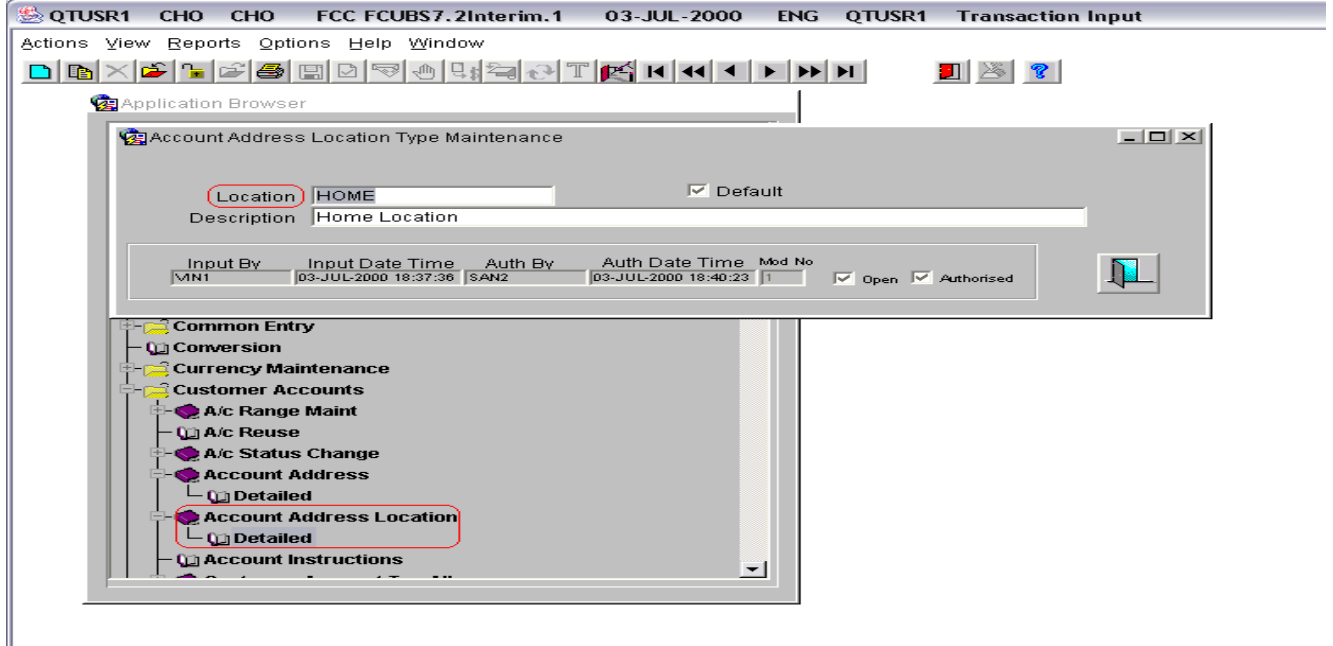 QTUSR1 CHO CHO FCC FCUBS7.2Interim.1 03-JUL-2000 ENG QTUSR1 Transaction Input
Actions View Reports Options Help Window
Application Browser
Account Address Location Type Maintenance
Location HOME Default
Description Home Location
Input By Input Date Time Auth By Auth Date Time Mod No
VIN1 03-JUL-2000 18:37:36 SAN2 03-JUL-2000 18:40:23 1 Open Authorised
Common Entry
Conversion
Currency Maintenance
Customer Accounts
A/c Range Maint
A/c Reuse
A/c Status Change
Account Address
Detailed
Account Address Location
Detailed
Account Instructions